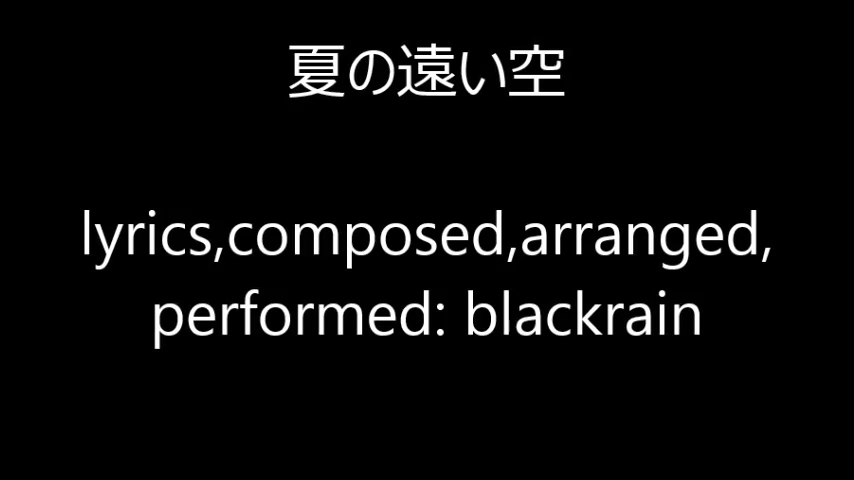 夏の遠い空
lyrics,composed,arranged,
performed: blackrain